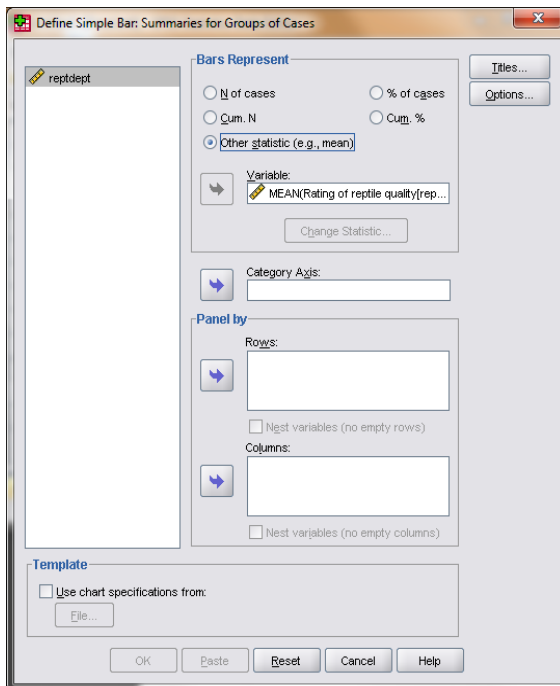 Define Simple Bar: Summaries for Groups of Cases
reptdept
Bars Represent
N of cases
% of cases
Cum. N
Cum. %
Other statistic (e.g., mean)
Variable:
MEAN(Rating of reptile quality[rep...
Change Statistic...
Category Axis:
Panel by
Rows:
Nest variables (no empty rows)
Columns:
Nest variables (no empty columns)
Titles...
Options...
Template
Use chart specifications from:
File...
OK Paste Reset Cancel Help